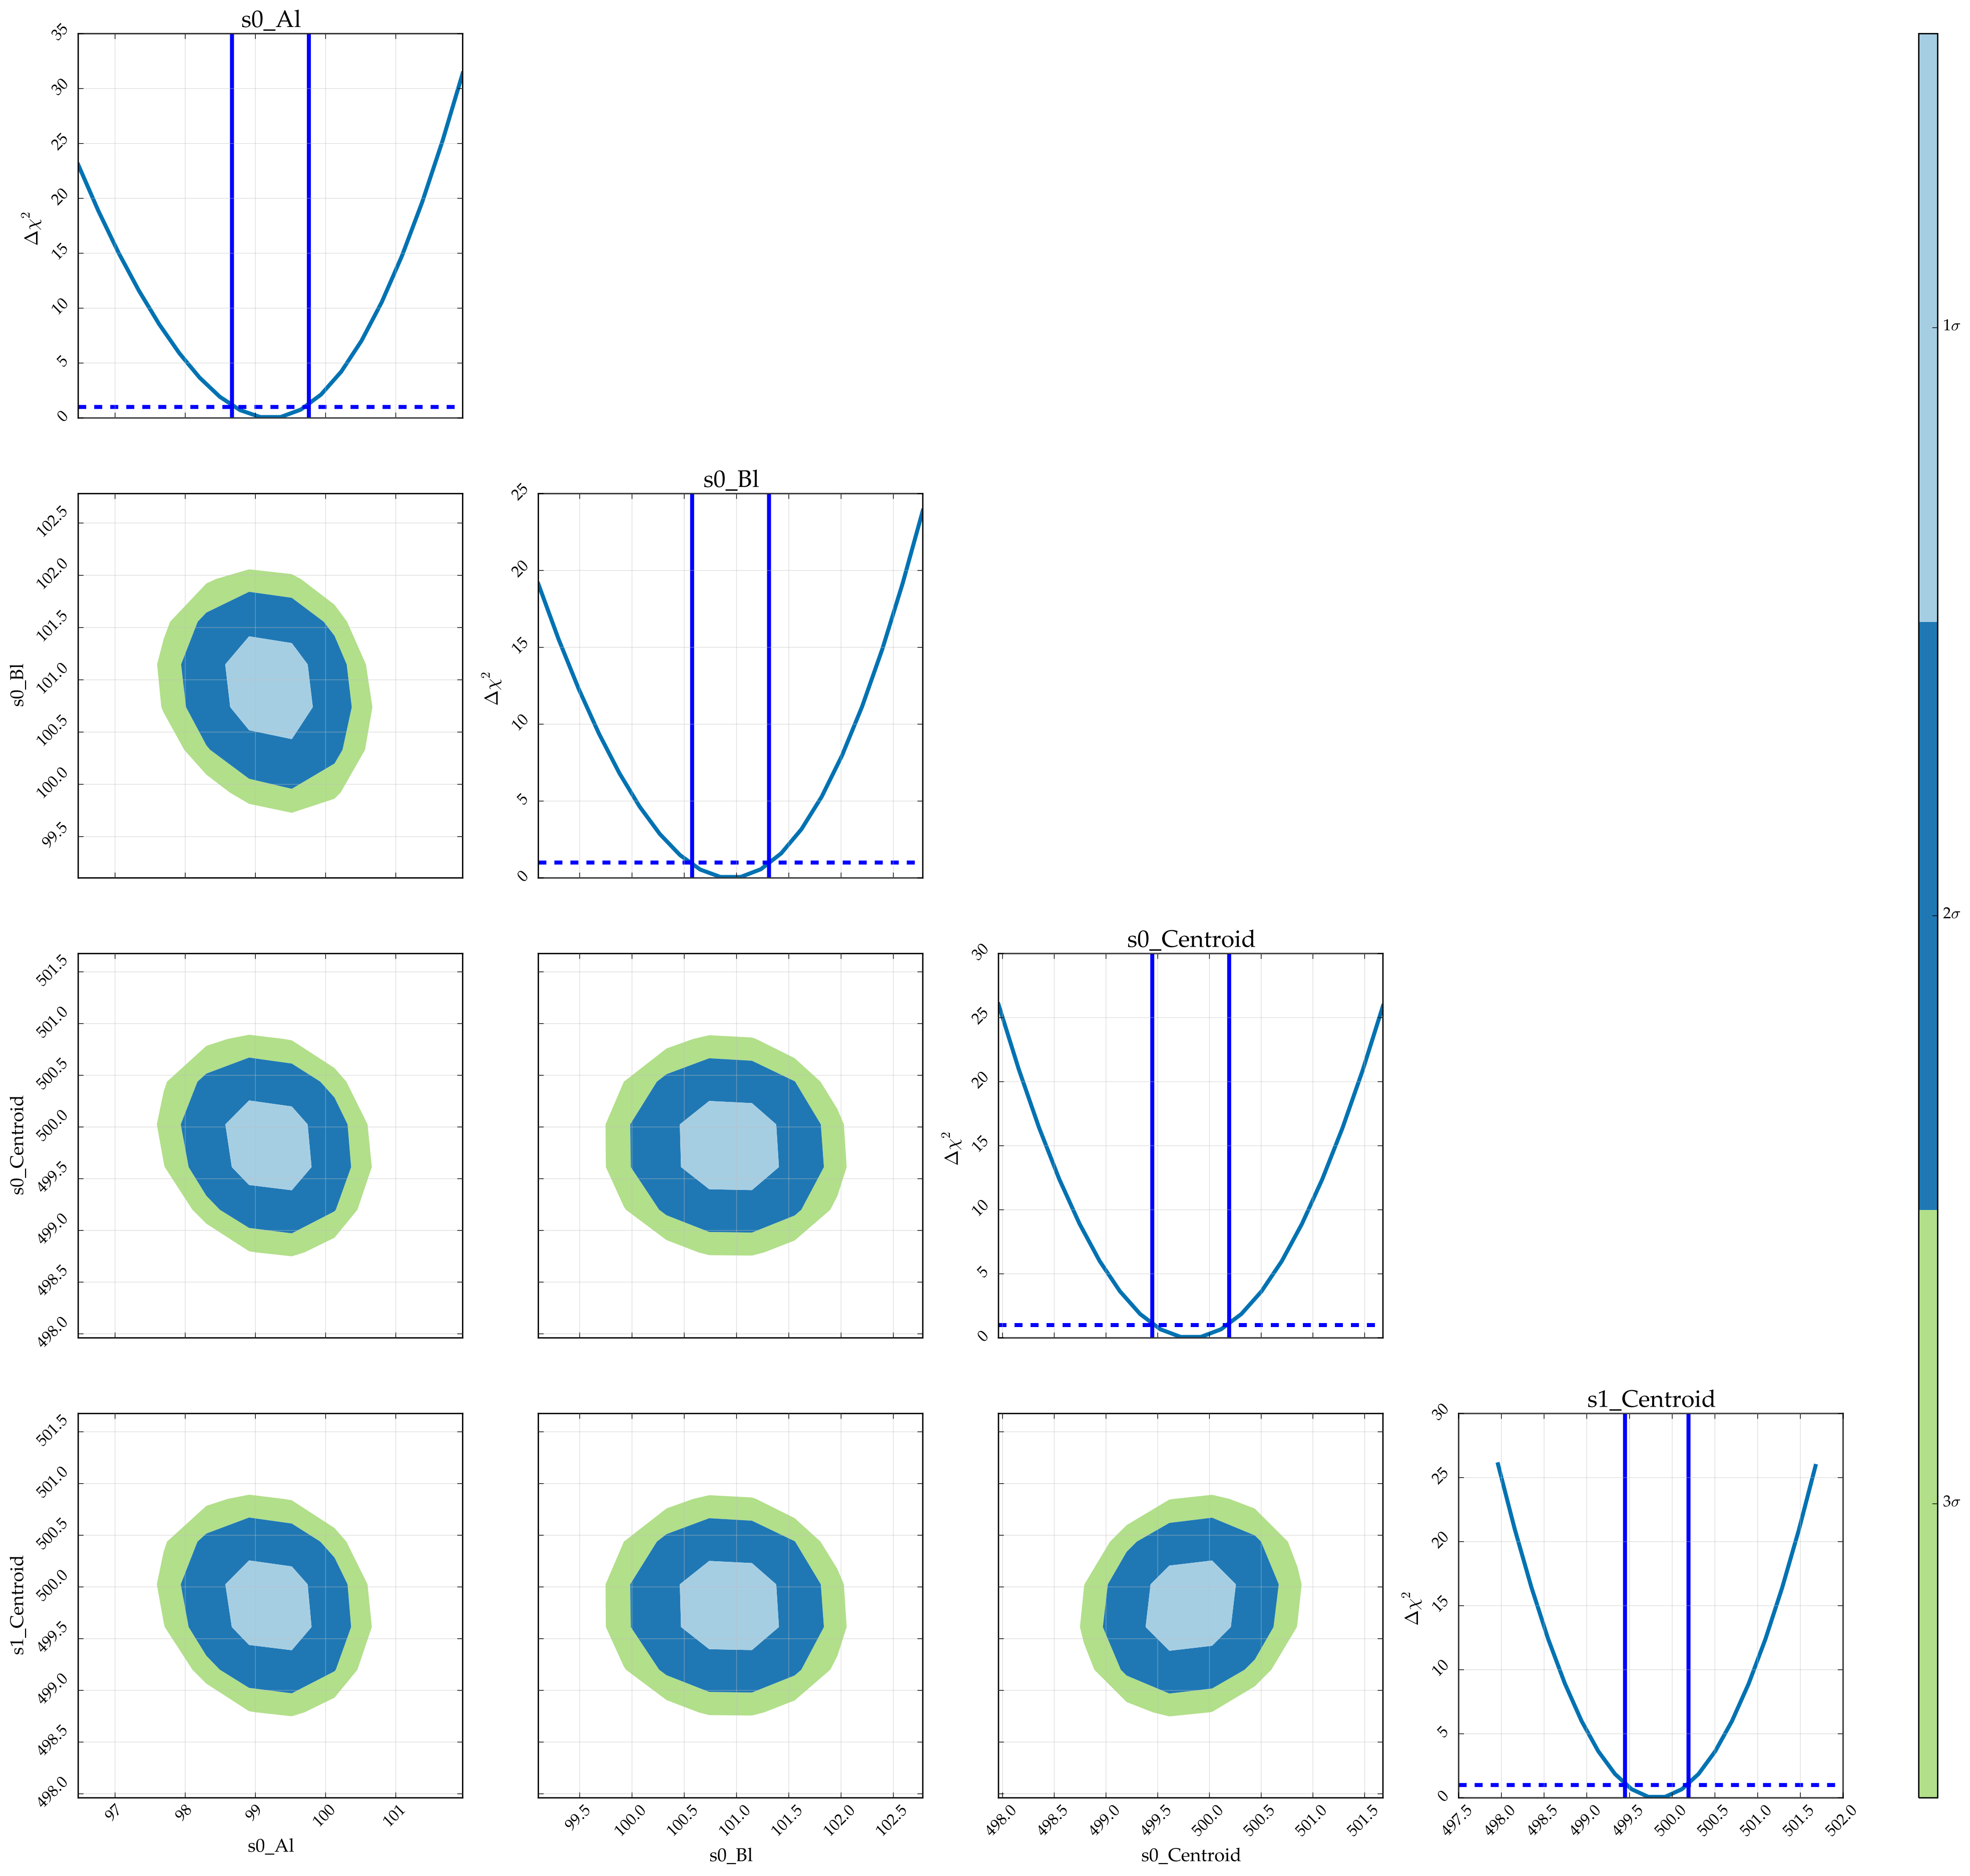 s0_Al
35
30
25
20
15
10
5
0
Δχ²
s0_Bl
102.5
102.0
101.5
101.0
100.5
100.0
99.5
s0_Bl
25
20
15
10
5
0
Δχ²
s0_Centroid
501.5
501.0
500.5
500.0
499.5
499.0
498.5
498.0
s0_Centroid
30
25
20
15
10
5
0
Δχ²
s1_Centroid
501.5
501.0
500.5
500.0
499.5
499.0
498.5
498.0
s1_Centroid
30
25
20
15
10
5
0
Δχ²
97 98 99 100 101
s0_Al
99.5 100.0 100.5 101.0 101.5 102.0 102.5
s0_Bl
498.0 498.5 499.0 499.5 500.0 500.5 501.0 501.5
s0_Centroid
497.5 498.0 498.5 499.0 499.5 500.0 500.5 501.0 501.5 502.0
1σ
2σ
3σ